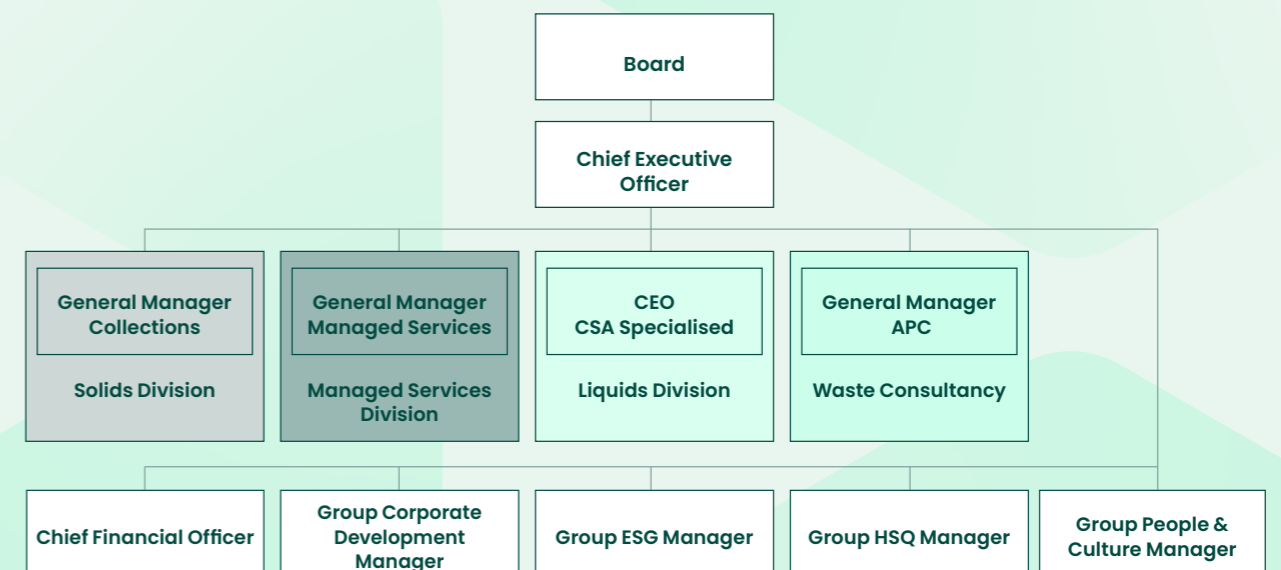 Board
Chief Executive
Officer
General Manager
Collections
Solids Division
General Manager
Managed Services
Managed Services
Division
CEO
CSA Specialised
Liquids Division
General Manager
APC
Waste Consultancy
Chief Financial Officer
Group Corporate
Development
Manager
Group ESG Manager
Group HSQ Manager
Group People &
Culture Manager